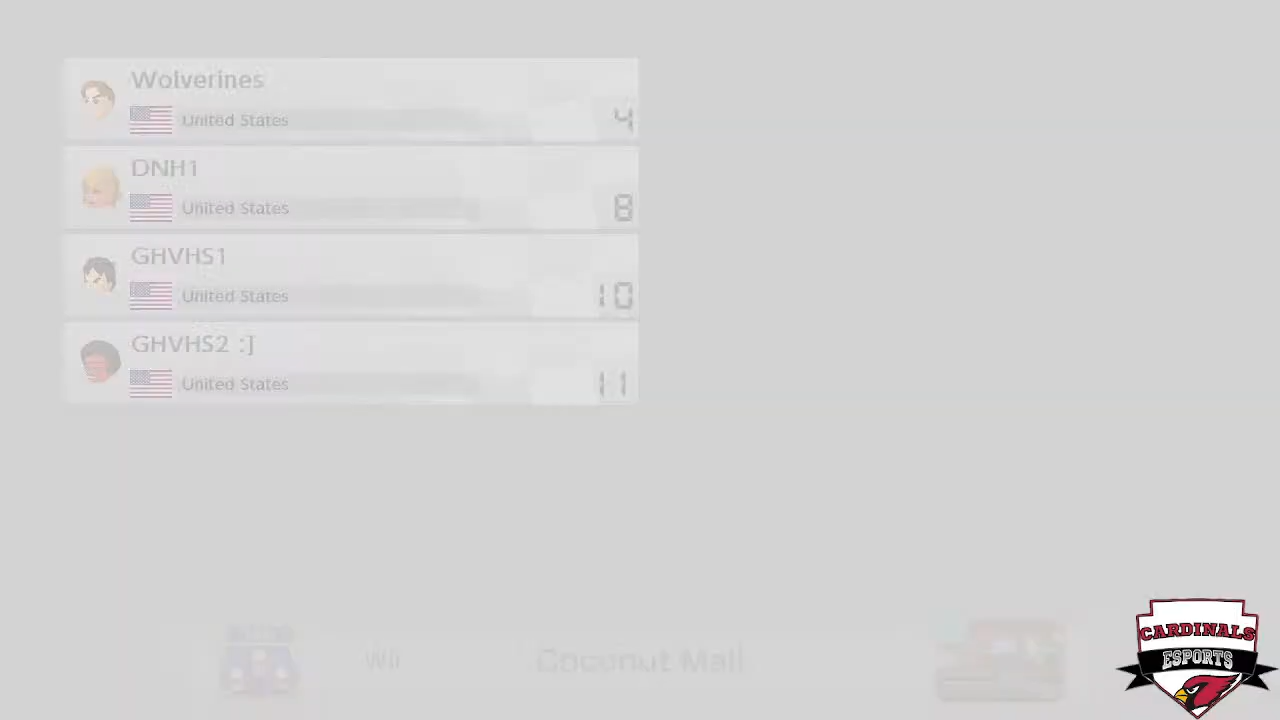 Wolverines
United States
4
DNH1
United States
8
GHVHS1
United States
10
GHVHS2 :]
United States
11
Wii
Coconut Mall
CARDINALS
ESPORTS